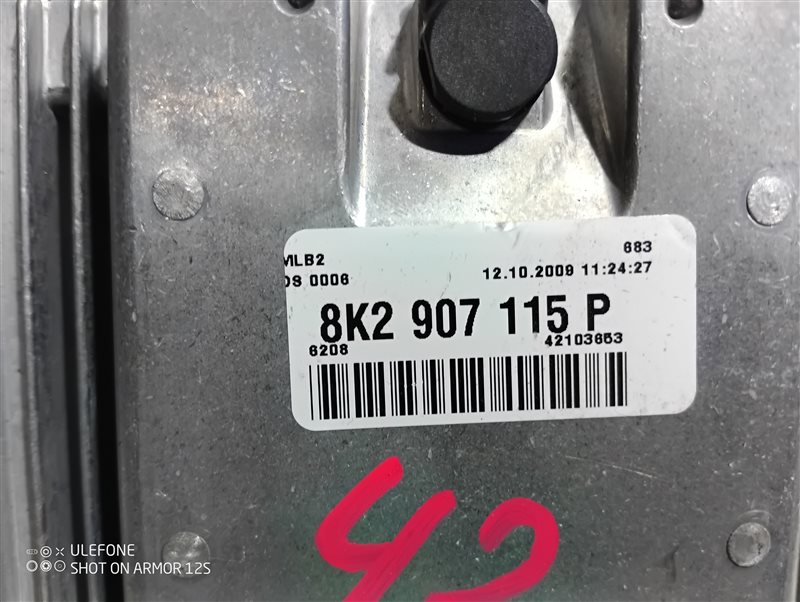 MLB2 683
DS 0006 12.10.2009 11:24:27
8K2 907 115 P
6208 42103653
42
ULEFONE
SHOT ON ARMOR 12S